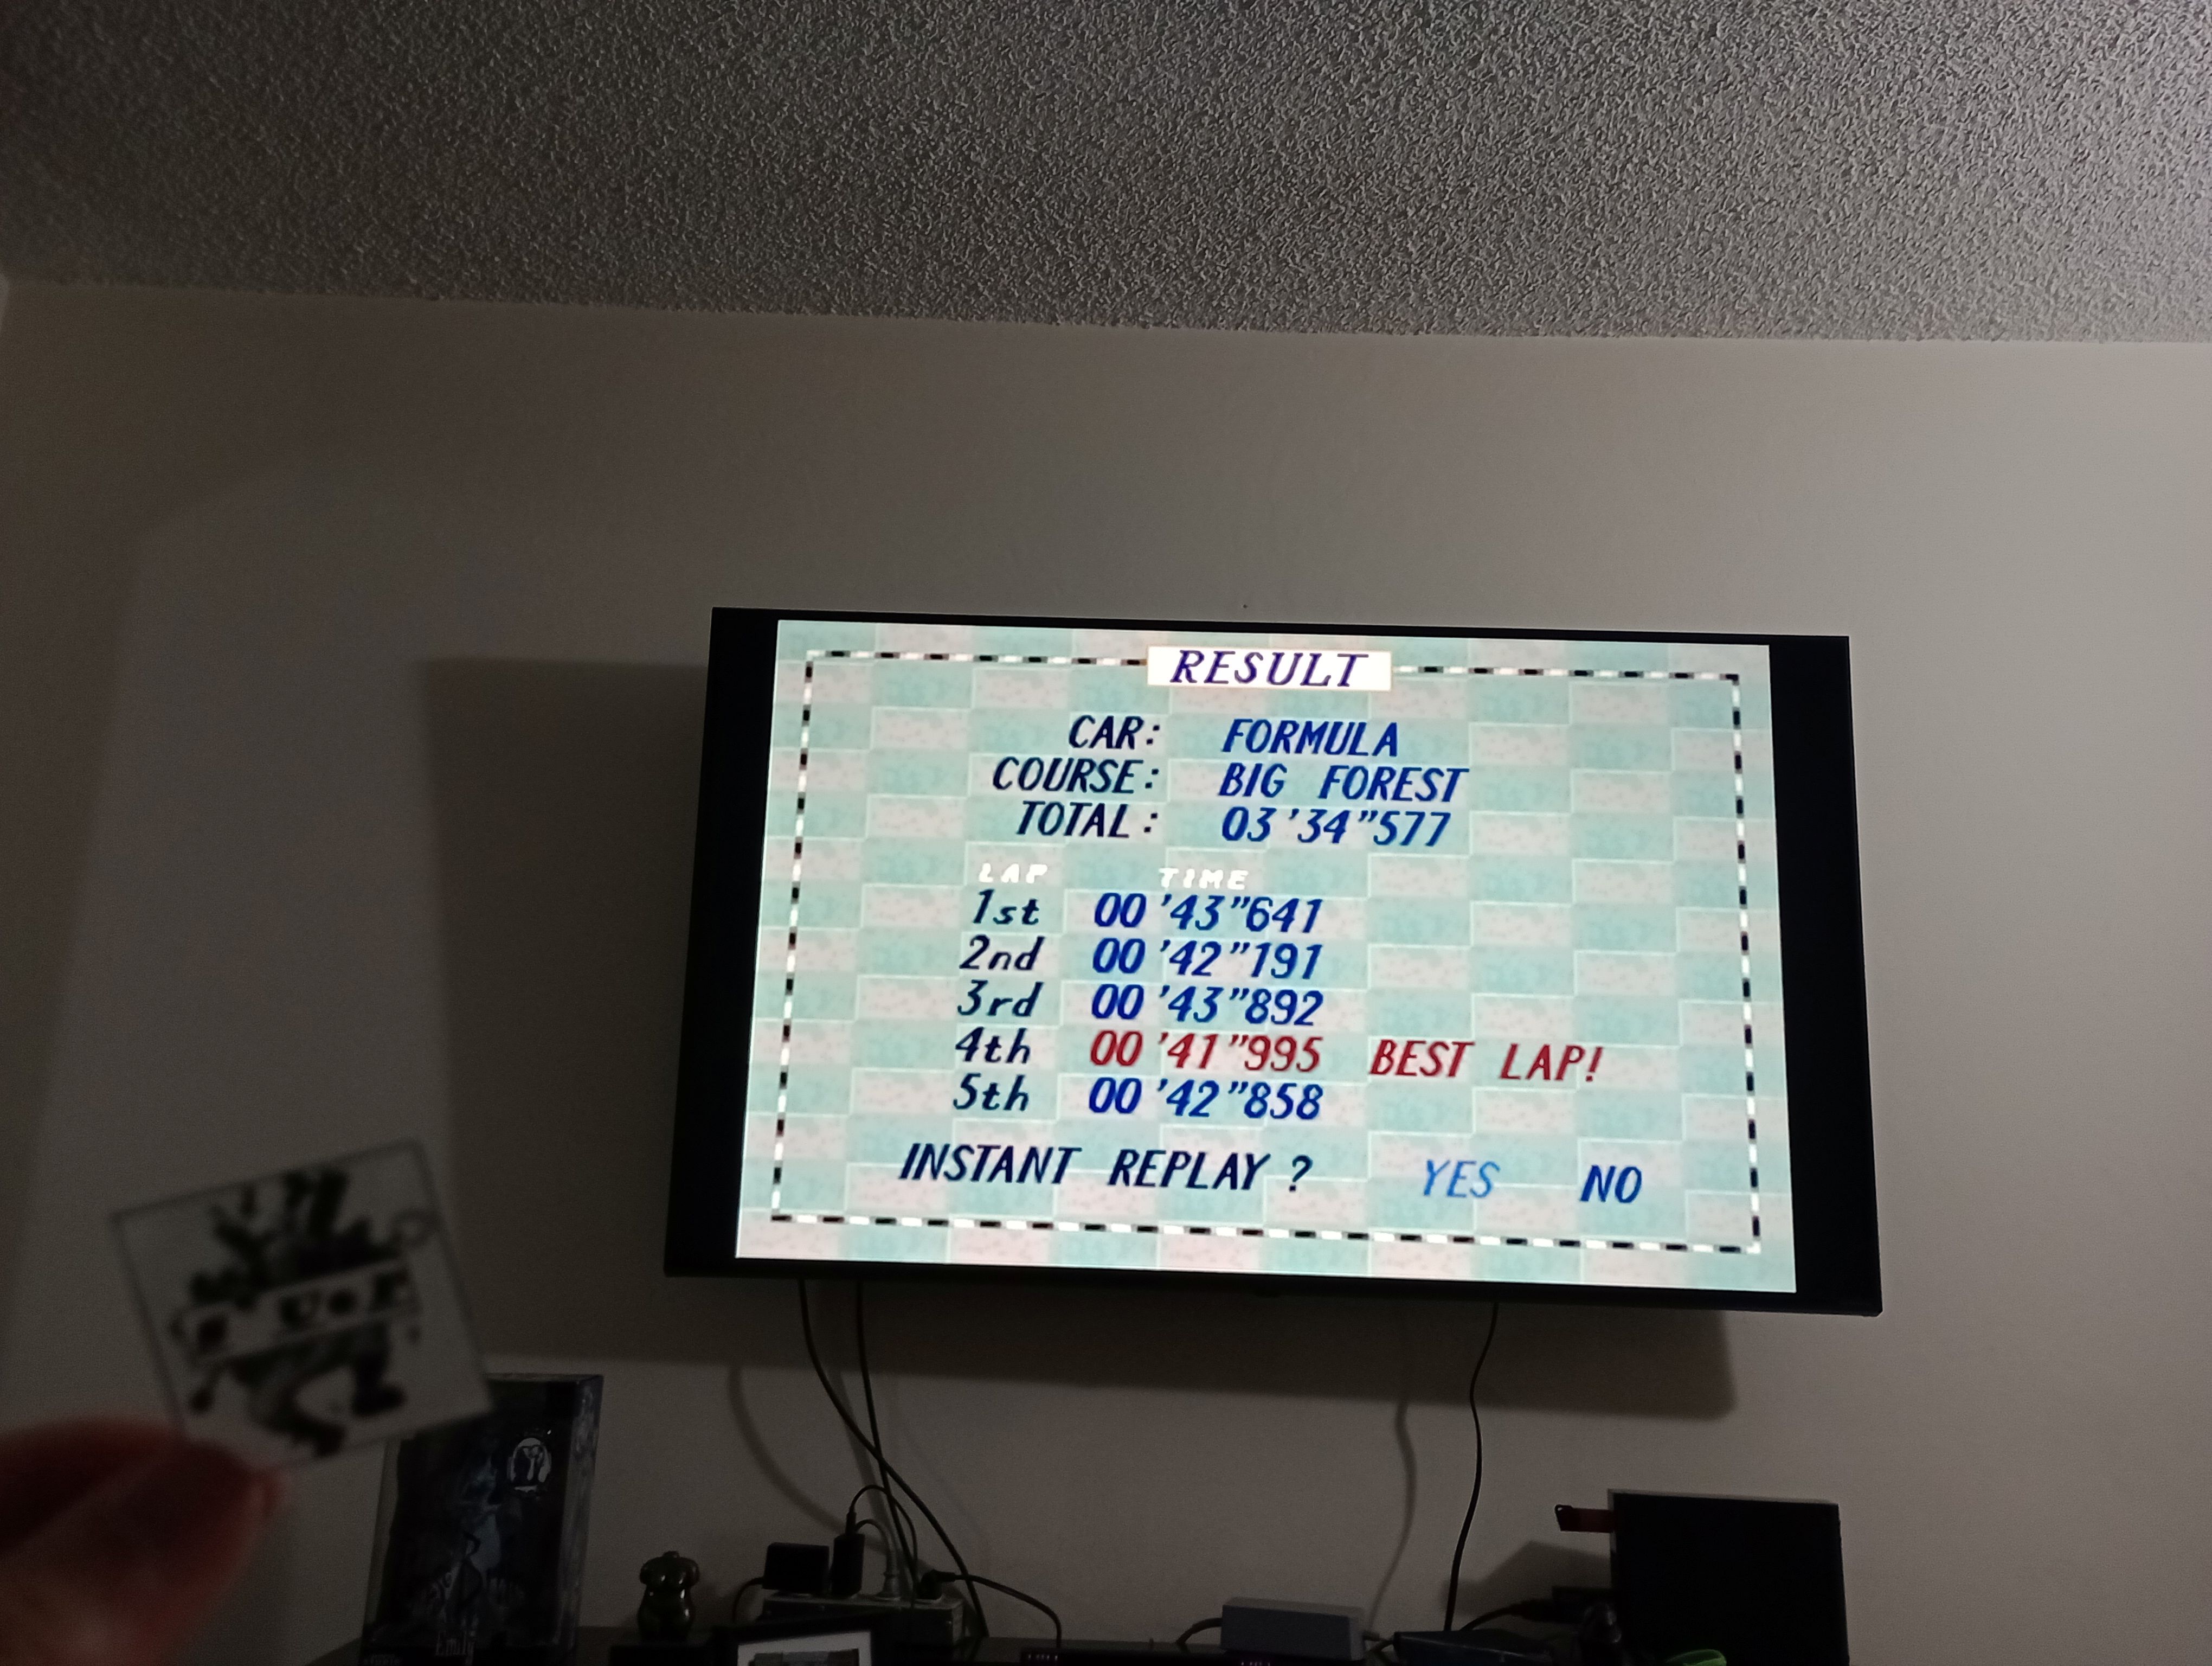 RESULT
CAR: FORMULA
COURSE: BIG FOREST
TOTAL: 03'34"577
LAP TIME
1st 00'43"641
2nd 00'42"191
3rd 00'43"892
4th 00'41"995 BEST LAP!
5th 00'42"858
INSTANT REPLAY? YES NO